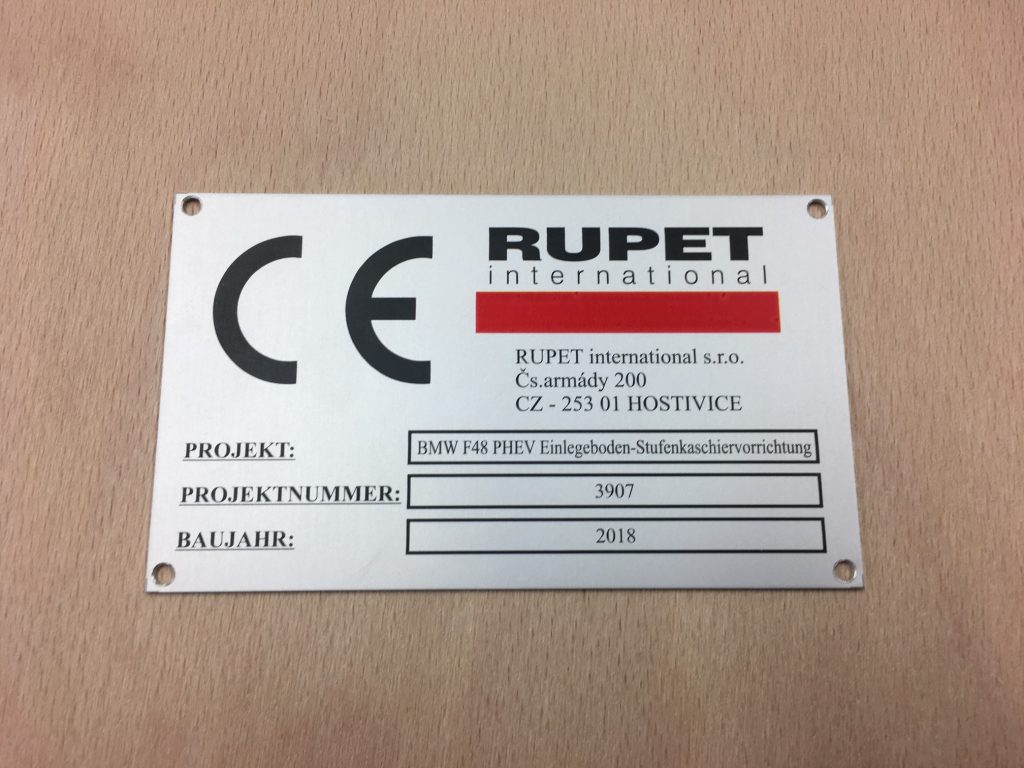 CE
RUPET
international
RUPET international s.r.o.
Čs.armády 200
CZ - 253 01 HOSTIVICE
PROJEKT: BMW F48 PHEV Einlegeboden-Stufenkaschiervorrichtung
PROJEKTNUMMER: 3907
BAUJAHR: 2018